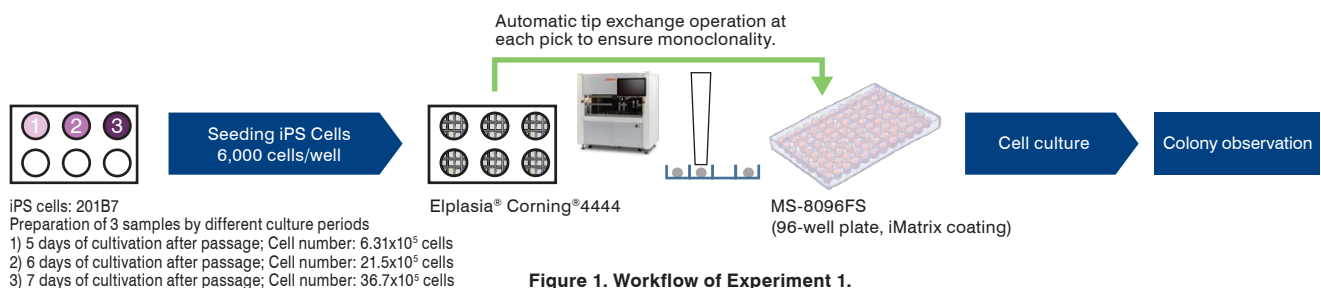 Automatic tip exchange operation at
each pick to ensure monoclonality.
1 2 3
Seeding iPS Cells
6,000 cells/well
Cell culture
Colony observation
iPS cells: 201B7
Preparation of 3 samples by different culture periods
1) 5 days of cultivation after passage; Cell number: 6.31x10⁵ cells
2) 6 days of cultivation after passage; Cell number: 21.5x10⁵ cells
3) 7 days of cultivation after passage; Cell number: 36.7x10⁵ cells
Elplasia® Corning®4444
MS-8096FS
(96-well plate, iMatrix coating)
Figure 1. Workflow of Experiment 1.